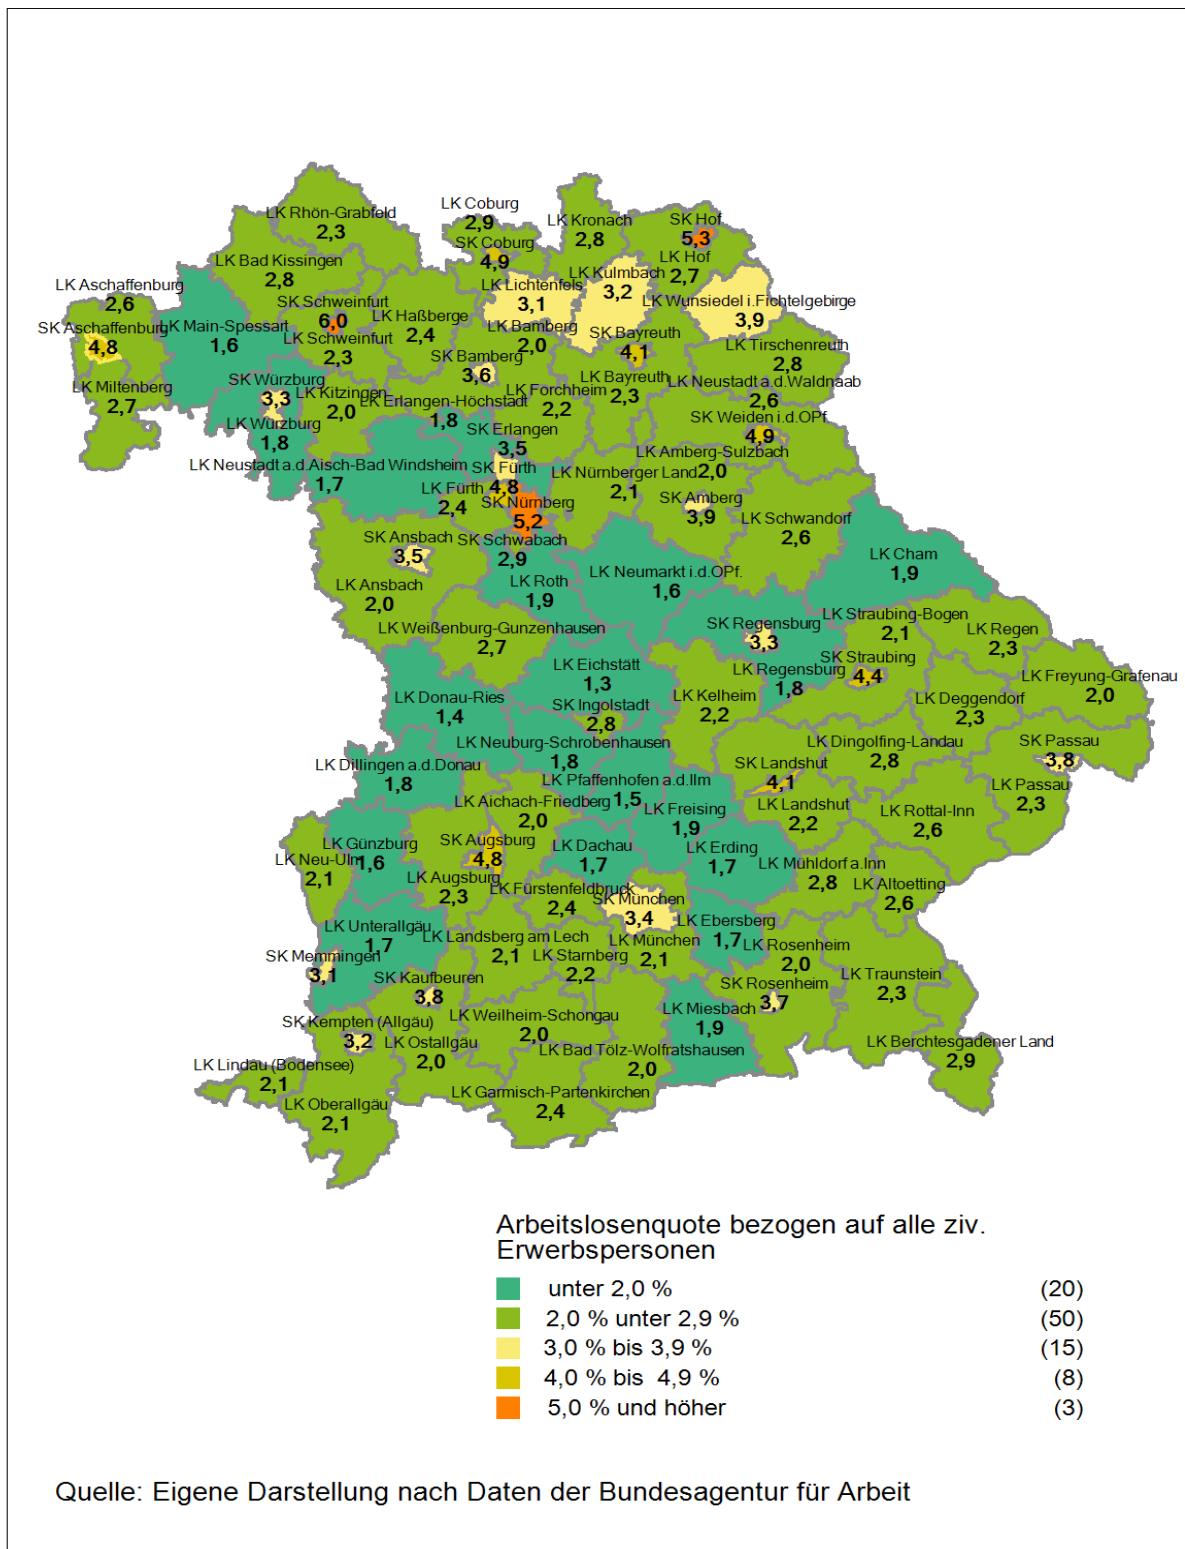 LK Rhön-Grabfeld
2,3
LK Coburg
2,9
LK Kronach
2,8
SK Hof
5,3
SK Coburg
4,9
LK Hof
2,7
LK Bad Kissingen
2,8
LK Kulmbach
3,2
LK Lichtenfels
3,1
LK Aschaffenburg
2,6
LK Wunsiedel i.Fichtelgebirge
3,9
SK Schweinfurt
6,0
LK Haßberge
2,4
SK Aschaffenburg
4,8
LK Main-Spessart
1,6
LK Schweinfurt
2,3
LK Bamberg
2,0
SK Bayreuth
4,1
LK Tirschenreuth
2,8
SK Bamberg
3,6
LK Miltenberg
2,7
SK Würzburg
3,3
LK Kitzingen
2,0
LK Erlangen-Höchstadt
1,8
LK Forchheim
2,2
LK Bayreuth
2,3
LK Neustadt a.d.Waldnaab
2,6
LK Würzburg
1,8
SK Erlangen
3,5
SK Weiden i.d.OPf.
4,9
LK Neustadt a.d.Aisch-Bad Windsheim
1,7
SK Fürth
4,8
LK Nürnberger Land
2,1
LK Amberg-Sulzbach
2,0
LK Fürth
2,4
SK Nürnberg
5,2
SK Amberg
3,9
LK Schwandorf
2,6
SK Ansbach
3,5
SK Schwabach
2,9
LK Cham
1,9
LK Ansbach
2,0
LK Roth
1,9
LK Neumarkt i.d.OPf.
1,6
LK Weißenburg-Gunzenhausen
2,7
SK Regensburg
3,3
LK Straubing-Bogen
2,1
LK Regen
2,3
LK Eichstätt
1,3
LK Regensburg
1,8
SK Straubing
4,4
LK Freyung-Grafenau
2,0
LK Donau-Ries
1,4
SK Ingolstadt
2,8
LK Kelheim
2,2
LK Deggendorf
2,3
LK Neuburg-Schrobenhausen
1,8
LK Dingolfing-Landau
2,8
SK Passau
3,8
LK Dillingen a.d.Donau
1,8
LK Pfaffenhofen a.d.Ilm
1,5
SK Landshut
4,1
LK Passau
2,3
LK Aichach-Friedberg
2,0
LK Freising
1,9
LK Landshut
2,2
LK Rottal-Inn
2,6
LK Günzburg
1,6
SK Augsburg
4,8
LK Dachau
1,7
LK Erding
1,7
LK Neu-Ulm
2,1
LK Mühldorf a.Inn
2,8
LK Augsburg
2,3
LK Fürstenfeldbruck
2,4
SK München
3,4
LK Altoetting
2,6
LK Unterallgäu
1,7
LK Ebersberg
1,7
LK Landsberg am Lech
2,1
LK Starnberg
2,2
LK München
2,1
LK Rosenheim
2,0
SK Memmingen
3,1
SK Kaufbeuren
3,8
SK Rosenheim
3,7
LK Traunstein
2,3
LK Miesbach
1,9
SK Kempten (Allgäu)
3,2
LK Weilheim-Schongau
2,0
LK Ostallgäu
2,0
LK Bad Tölz-Wolfratshausen
2,0
LK Berchtesgadener Land
2,9
LK Lindau (Bodensee)
2,1
LK Garmisch-Partenkirchen
2,4
LK Oberallgäu
2,1
Arbeitslosenquote bezogen auf alle ziv.
Erwerbspersonen
unter 2,0 % (20)
2,0 % unter 2,9 % (50)
3,0 % bis 3,9 % (15)
4,0 % bis 4,9 % (8)
5,0 % und höher (3)
Quelle: Eigene Darstellung nach Daten der Bundesagentur für Arbeit